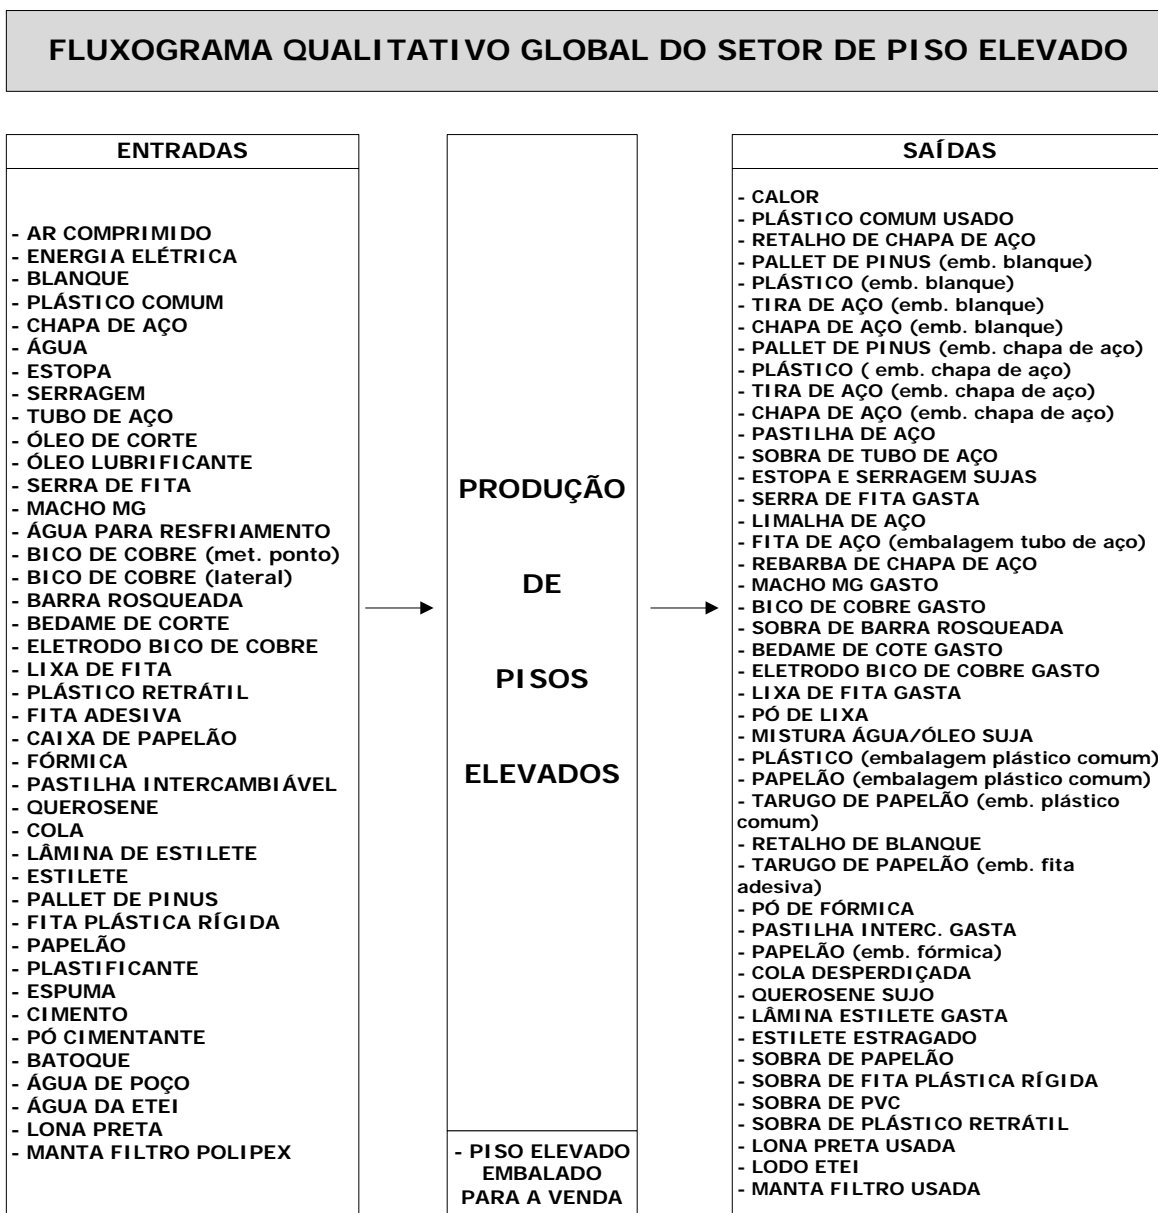 FLUXOGRAMA QUALITATIVO GLOBAL DO SETOR DE PISO ELEVADO
ENTRADAS
- AR COMPRIMIDO
- ENERGIA ELÉTRICA
- BLANQUE
- PLÁSTICO COMUM
- CHAPA DE AÇO
- ÁGUA
- ESTOPA
- SERRAGEM
- TUBO DE AÇO
- ÓLEO DE CORTE
- ÓLEO LUBRIFICANTE
- SERRA DE FITA
- MACHO MG
- ÁGUA PARA RESFRIAMENTO
- BICO DE COBRE (met. ponto)
- BICO DE COBRE (lateral)
- BARRA ROSQUEADA
- BEDAME DE CORTE
- ELETRODO BICO DE COBRE
- LIXA DE FITA
- PLÁSTICO RETRÁTIL
- FITA ADESIVA
- CAIXA DE PAPELÃO
- FÓRMICA
- PASTILHA INTERCAMBIÁVEL
- QUEROSENE
- COLA
- LÂMINA DE ESTILETE
- ESTILETE
- PALLET DE PINUS
- FITA PLÁSTICA RÍGIDA
- PAPELÃO
- PLASTIFICANTE
- ESPUMA
- CIMENTO
- PÓ CIMENTANTE
- BATOQUE
- ÁGUA DE POÇO
- ÁGUA DA ETEI
- LONA PRETA
- MANTA FILTRO POLIPEX
PRODUÇÃO
DE
PISOS
ELEVADOS
- PISO ELEVADO
EMBALADO
PARA A VENDA
SAÍDAS
- CALOR
- PLÁSTICO COMUM USADO
- RETALHO DE CHAPA DE AÇO
- PALLET DE PINUS (emb. blanque)
- PLÁSTICO (emb. blanque)
- TIRA DE AÇO (emb. blanque)
- CHAPA DE AÇO (emb. blanque)
- PALLET DE PINUS (emb. chapa de aço)
- PLÁSTICO ( emb. chapa de aço)
- TIRA DE AÇO (emb. chapa de aço)
- CHAPA DE AÇO (emb. chapa de aço)
- PASTILHA DE AÇO
- SOBRA DE TUBO DE AÇO
- ESTOPA E SERRAGEM SUJAS
- SERRA DE FITA GASTA
- LIMALHA DE AÇO
- FITA DE AÇO (embalagem tubo de aço)
- REBARBA DE CHAPA DE AÇO
- MACHO MG GASTO
- BICO DE COBRE GASTO
- SOBRA DE BARRA ROSQUEADA
- BEDAME DE COTE GASTO
- ELETRODO BICO DE COBRE GASTO
- LIXA DE FITA GASTA
- PÓ DE LIXA
- MISTURA ÁGUA/ÓLEO SUJA
- PLÁSTICO (embalagem plástico comum)
- PAPELÃO (embalagem plástico comum)
- TARUGO DE PAPELÃO (emb. plástico
comum)
- RETALHO DE BLANQUE
- TARUGO DE PAPELÃO (emb. fita
adesiva)
- PÓ DE FÓRMICA
- PASTILHA INTERC. GASTA
- PAPELÃO (emb. fórmica)
- COLA DESPERDIÇADA
- QUEROSENE SUJO
- LÂMINA ESTILETE GASTA
- ESTILETE ESTRAGADO
- SOBRA DE PAPELÃO
- SOBRA DE FITA PLÁSTICA RÍGIDA
- SOBRA DE PVC
- SOBRA DE PLÁSTICO RETRÁTIL
- LONA PRETA USADA
- LODO ETEI
- MANTA FILTRO USADA